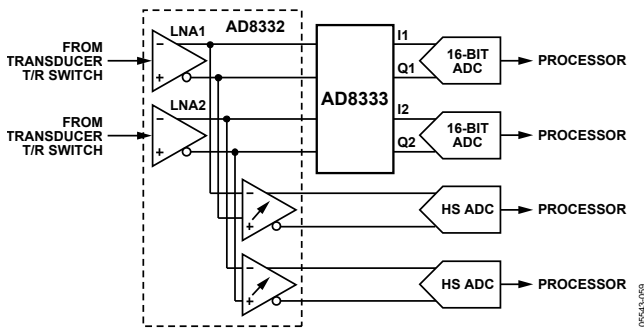 AD8332
LNA1
FROM
TRANSDUCER
T/R SWITCH
–
+
LNA2
FROM
TRANSDUCER
T/R SWITCH
–
+
AD8333
I1
Q1
I2
Q2
16-BIT
ADC
PROCESSOR
16-BIT
ADC
PROCESSOR
–
+
HS ADC
PROCESSOR
–
+
HS ADC
PROCESSOR
05543-059